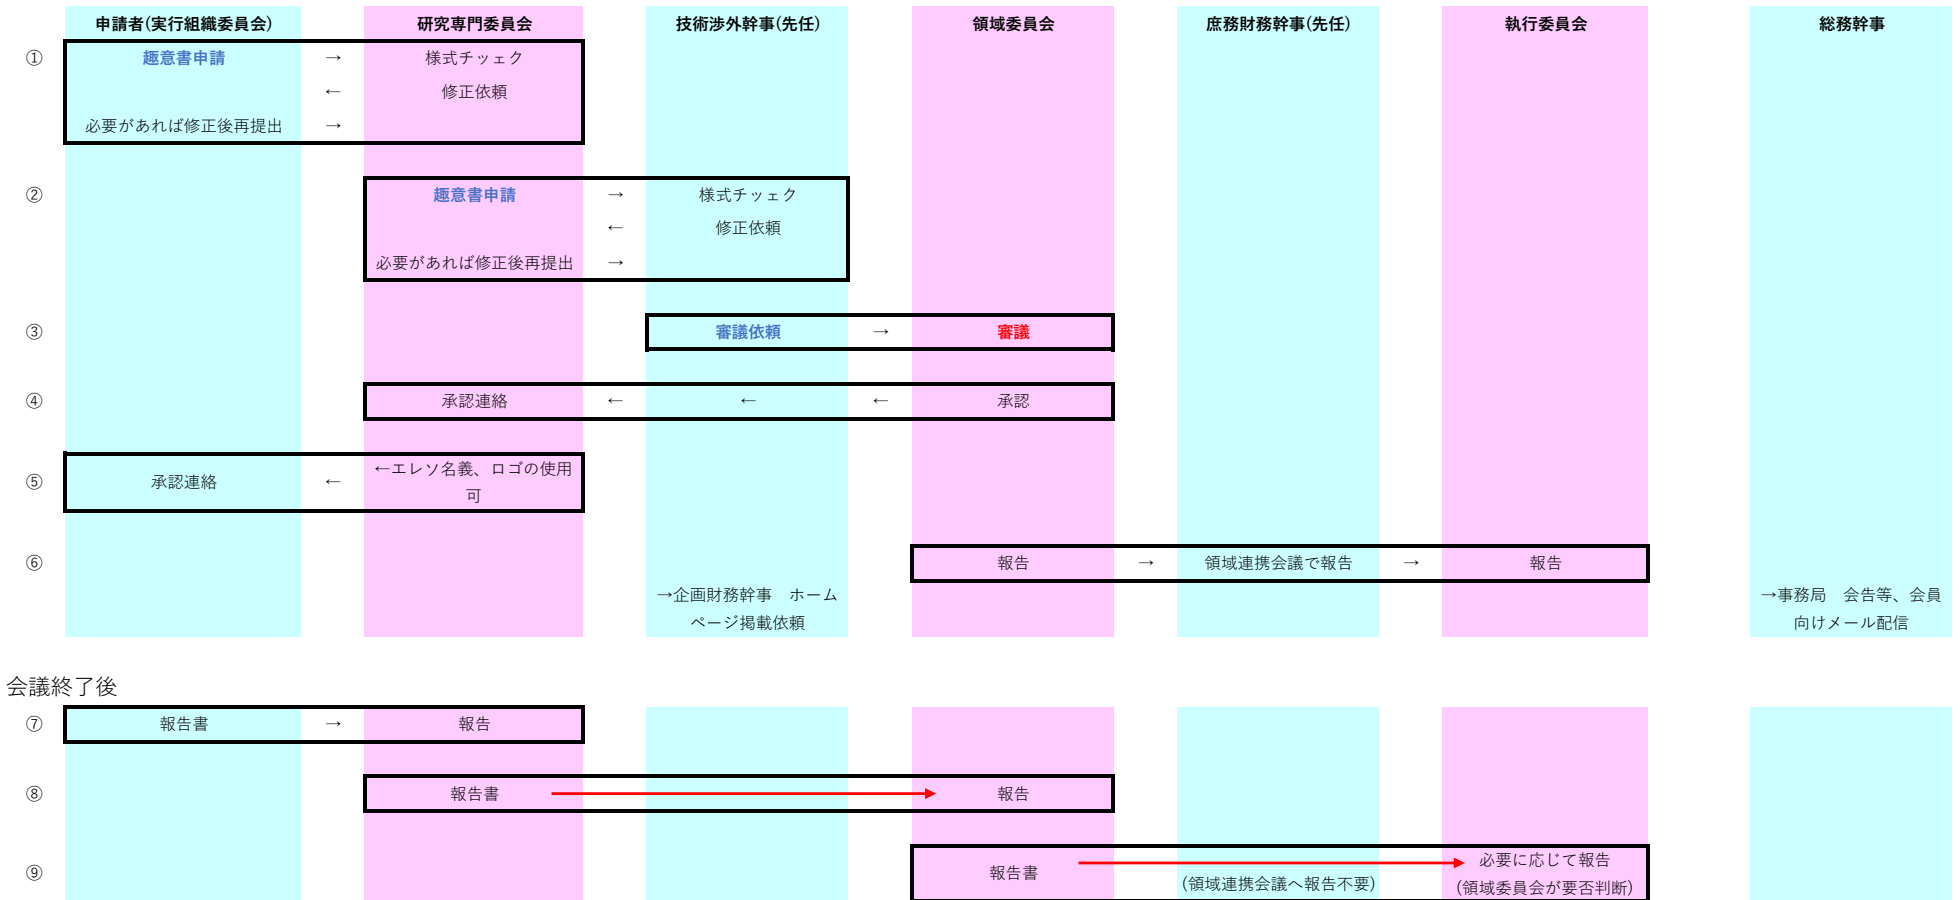 申請者(実行組織委員会) 研究専門委員会 技術渉外幹事(先任) 領域委員会 庶務財務幹事(先任) 執行委員会 総務幹事
① 趣意書申請 → 様式チェク
← 修正依頼
必要があれば修正後再提出 →
② 趣意書申請 → 様式チェク
← 修正依頼
必要があれば修正後再提出 →
③ 審議依頼 → 審議
④ 承認連絡 ← ← ← 承認
⑤ 承認連絡 ← ←エレソ名義、ロゴの使用
可
⑥ 報告 → 領域連携会議で報告 → 報告
→企画財務幹事　ホーム
ページ掲載依頼
→事務局　会告等、会員
向けメール配信
会議終了後
⑦ 報告書 → 報告
⑧ 報告書 報告
⑨ 報告書 (領域連携会議へ報告不要) 必要に応じて報告
(領域委員会が要否判断)